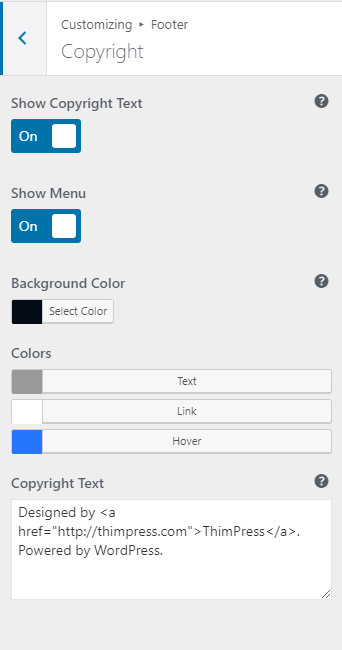 Customizing ▸ Footer
Copyright
Show Copyright Text
On
Show Menu
On
Background Color
Select Color
Colors
Text
Link
Hover
Copyright Text
Designed by <a
href="http://thimpress.com">ThimPress</a>.
Powered by WordPress.